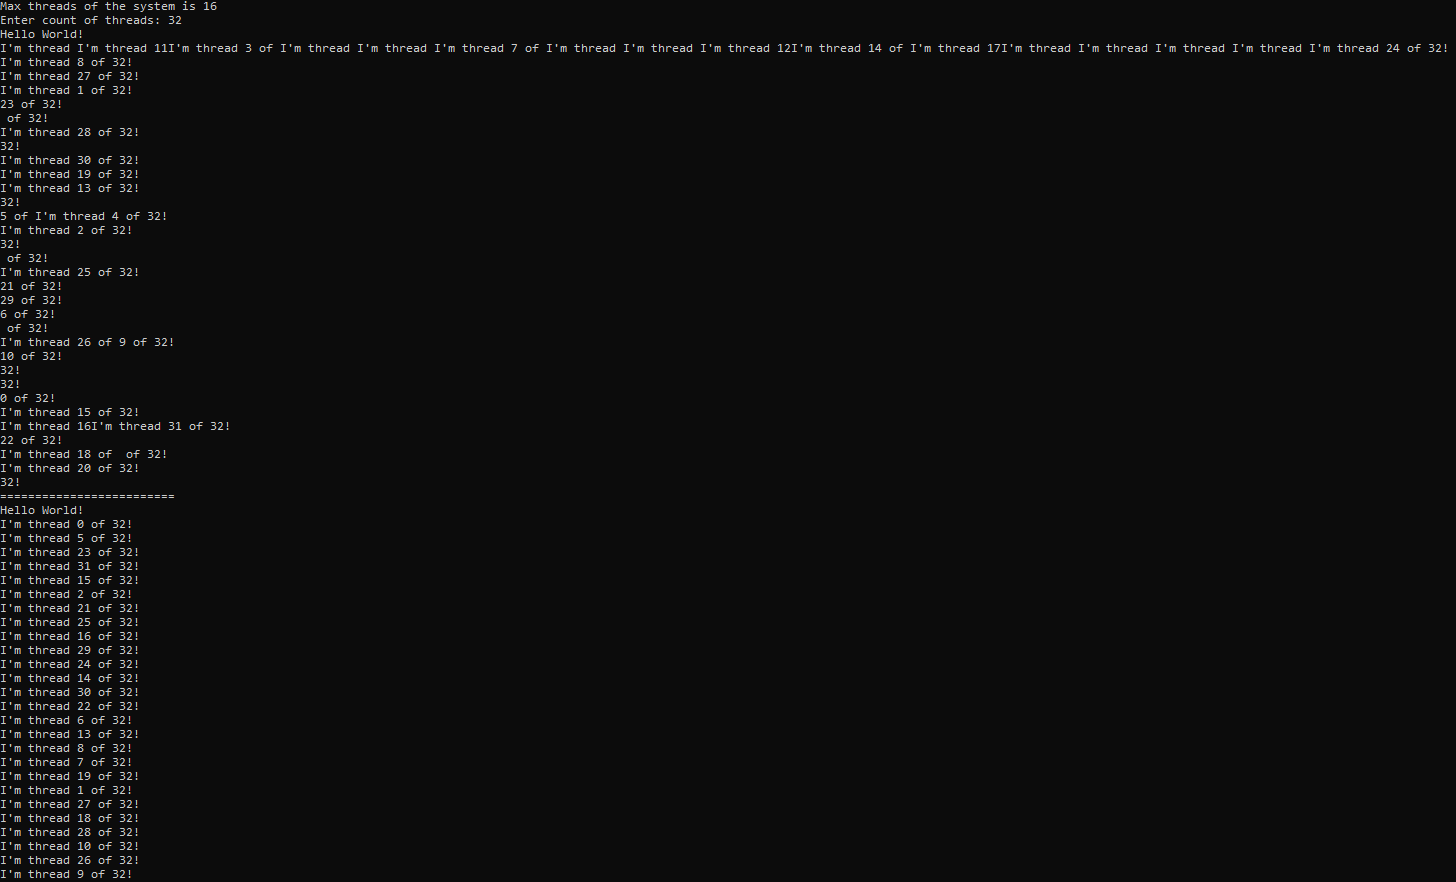 Max threads of the system is 16
Enter count of threads: 32
Hello World!
I'm thread I'm thread 11I'm thread 3 of I'm thread I'm thread I'm thread 7 of I'm thread I'm thread I'm thread 12I'm thread 14 of I'm thread 17I'm thread I'm thread I'm thread I'm thread I'm thread 24 of 32!
I'm thread 8 of 32!
I'm thread 27 of 32!
I'm thread 1 of 32!
23 of 32!
 of 32!
I'm thread 28 of 32!
32!
I'm thread 30 of 32!
I'm thread 19 of 32!
I'm thread 13 of 32!
32!
5 of I'm thread 4 of 32!
I'm thread 2 of 32!
32!
 of 32!
I'm thread 25 of 32!
21 of 32!
29 of 32!
6 of 32!
 of 32!
I'm thread 26 of 9 of 32!
10 of 32!
32!
32!
0 of 32!
I'm thread 15 of 32!
I'm thread 16I'm thread 31 of 32!
22 of 32!
I'm thread 18 of  of 32!
I'm thread 20 of 32!
32!
=========================
Hello World!
I'm thread 0 of 32!
I'm thread 5 of 32!
I'm thread 23 of 32!
I'm thread 31 of 32!
I'm thread 15 of 32!
I'm thread 2 of 32!
I'm thread 21 of 32!
I'm thread 25 of 32!
I'm thread 16 of 32!
I'm thread 29 of 32!
I'm thread 24 of 32!
I'm thread 14 of 32!
I'm thread 30 of 32!
I'm thread 22 of 32!
I'm thread 6 of 32!
I'm thread 13 of 32!
I'm thread 8 of 32!
I'm thread 7 of 32!
I'm thread 19 of 32!
I'm thread 1 of 32!
I'm thread 27 of 32!
I'm thread 18 of 32!
I'm thread 28 of 32!
I'm thread 10 of 32!
I'm thread 26 of 32!
I'm thread 9 of 32!